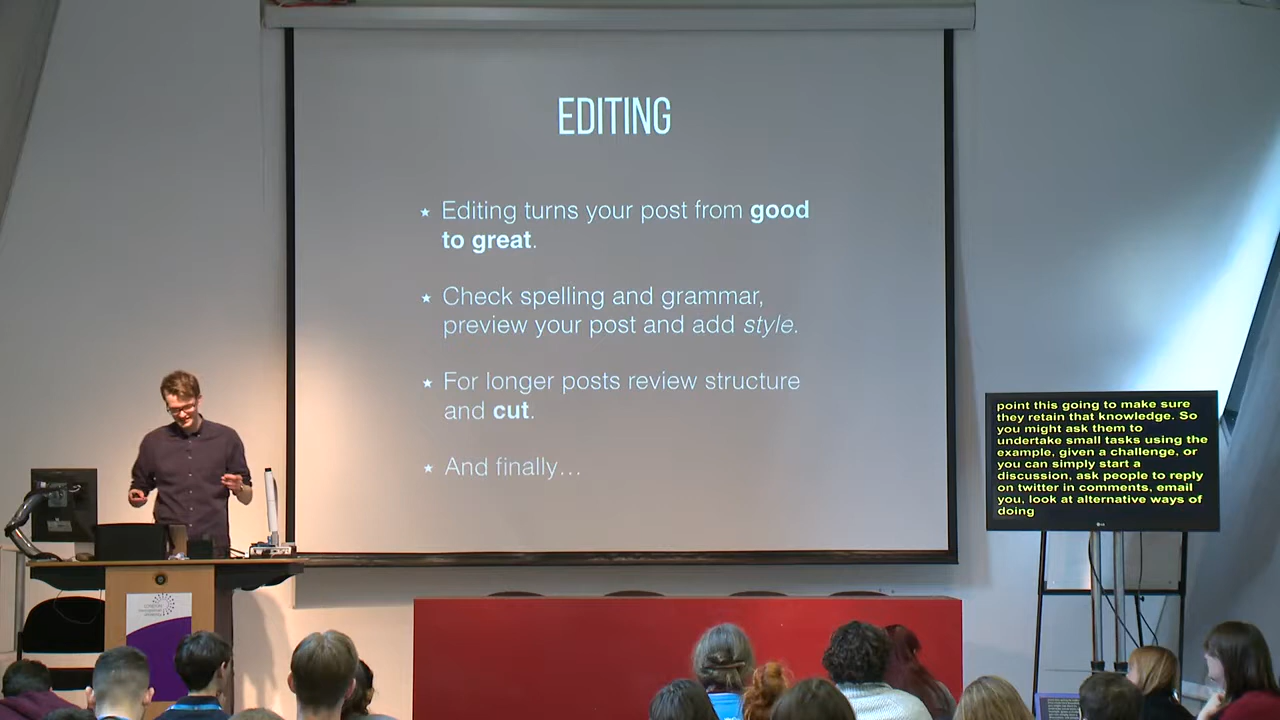 EDITING
★ Editing turns your post from good
to great.
★ Check spelling and grammar,
preview your post and add style.
★ For longer posts review structure
and cut.
★ And finally…
point this going to make sure
they retain that knowledge. So
you might ask them to
undertake small tasks using the
example, given a challenge, or
you can simply start a
discussion, ask people to reply
on twitter in comments, email
you, look at alternative ways of
doing
LG